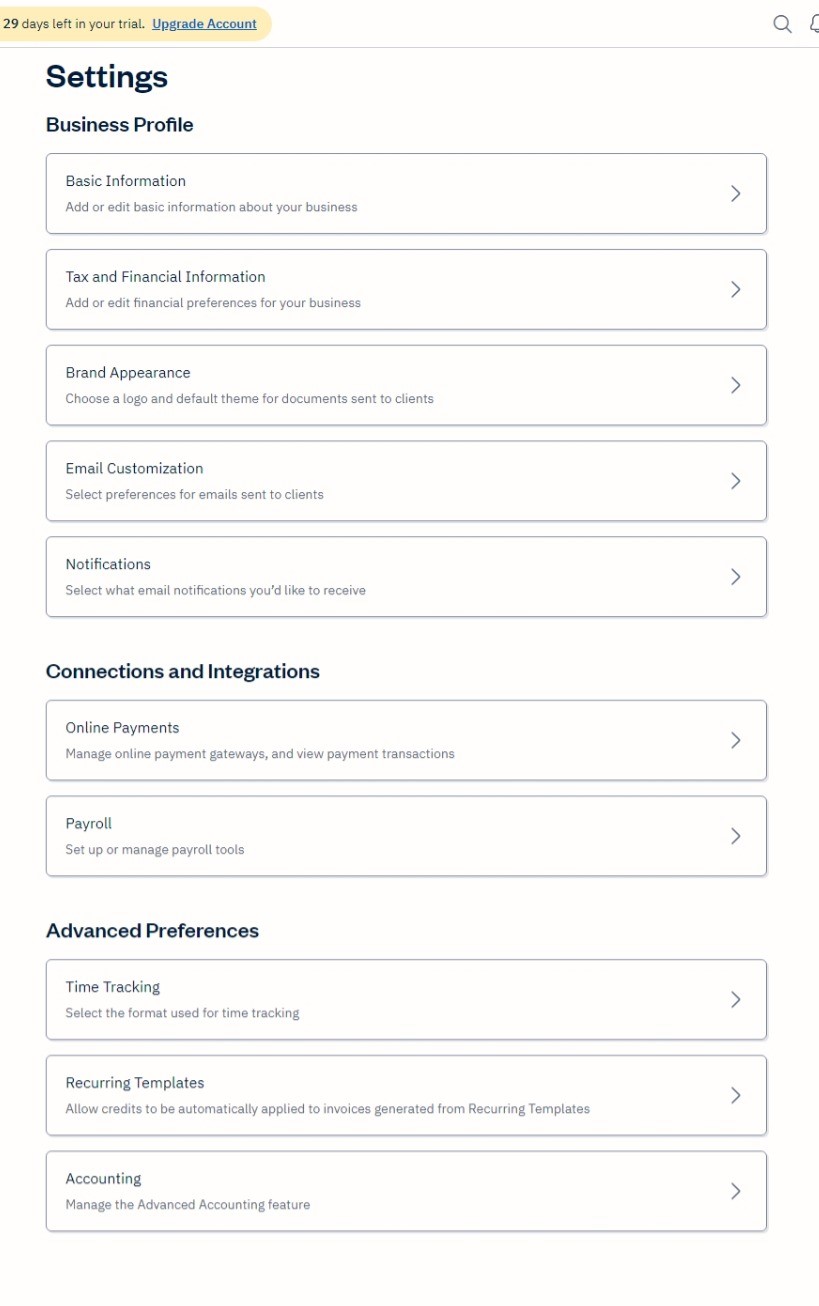 29 days left in your trial. Upgrade Account
Settings
Business Profile
Basic Information
Add or edit basic information about your business
Tax and Financial Information
Add or edit financial preferences for your business
Brand Appearance
Choose a logo and default theme for documents sent to clients
Email Customization
Select preferences for emails sent to clients
Notifications
Select what email notifications you’d like to receive
Connections and Integrations
Online Payments
Manage online payment gateways, and view payment transactions
Payroll
Set up or manage payroll tools
Advanced Preferences
Time Tracking
Select the format used for time tracking
Recurring Templates
Allow credits to be automatically applied to invoices generated from Recurring Templates
Accounting
Manage the Advanced Accounting feature